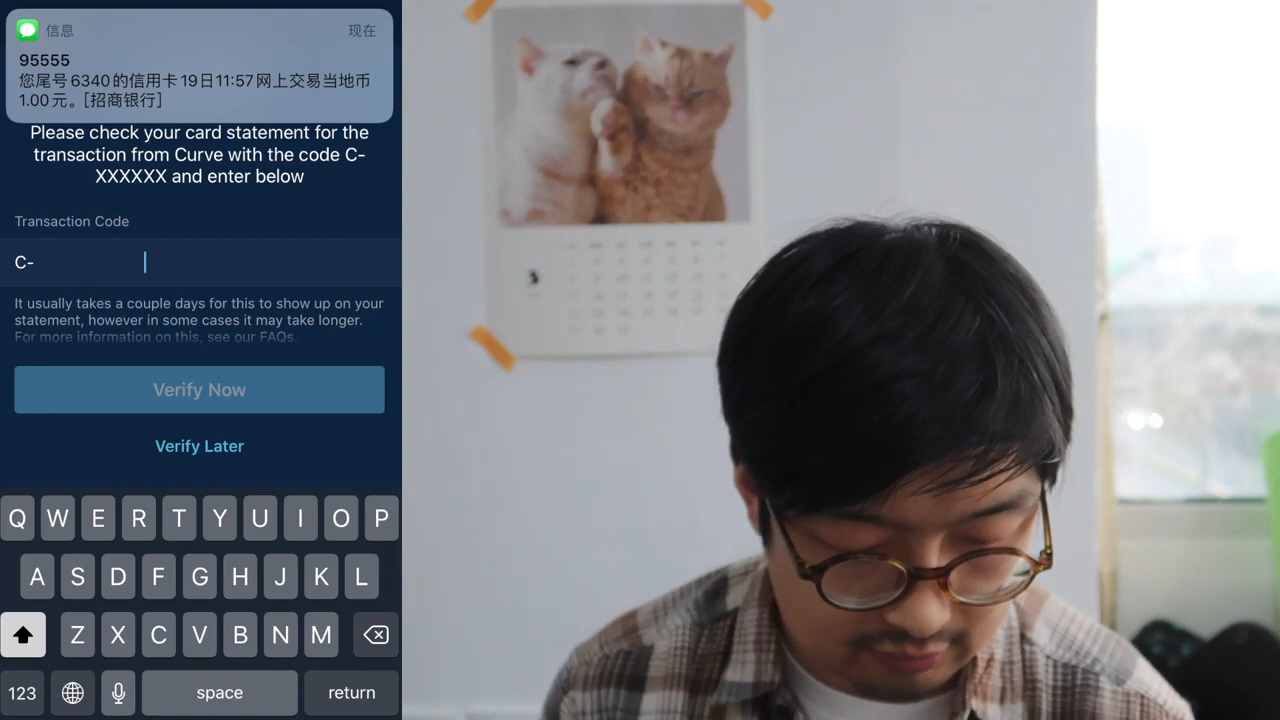 信息
现在
95555
您尾号6340的信用卡19日11:57网上交易当地币
1.00元。[招商银行]
Please check your card statement for the
transaction from Curve with the code C-
XXXXXX and enter below
Transaction Code
C-
It usually takes a couple days for this to show up on your
statement, however in some cases it may take longer.
For more information on this, see our FAQs.
Verify Now
Verify Later
Q W E R T Y U I O P
A S D F G H J K L
Z X C V B N M
123 space return
3